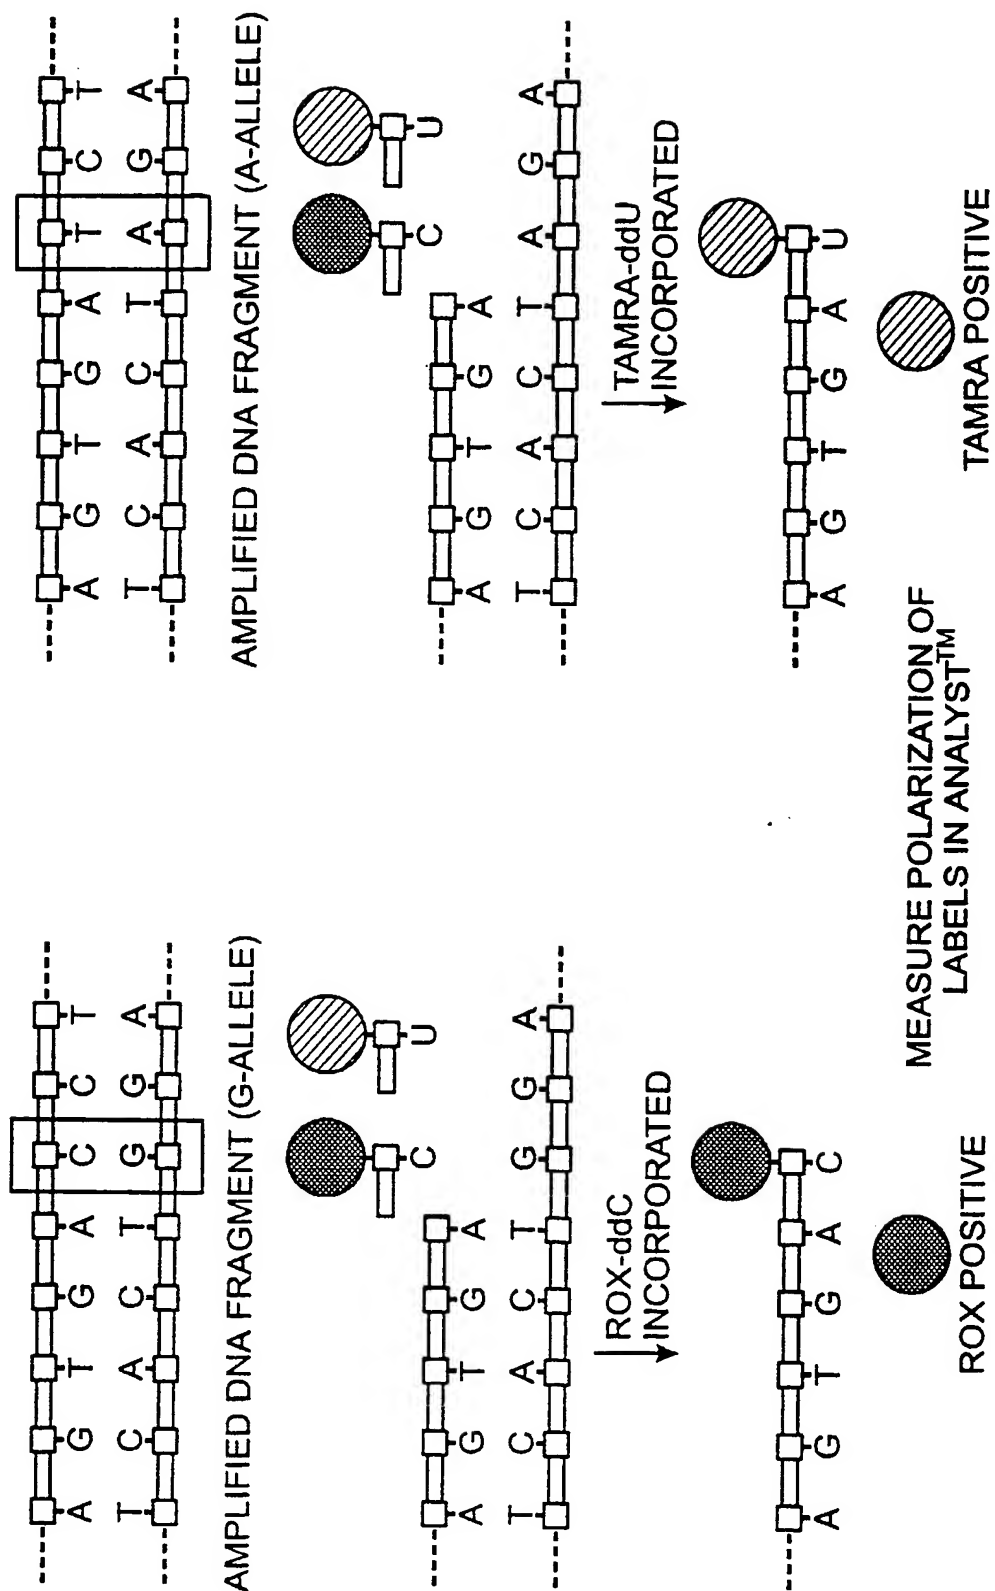 A G T G A C C T
T C A C T G G A
AMPLIFIED DNA FRAGMENT (G-ALLELE)
C U
A G T G A
T C A C T G G A
ROX-ddC
INCORPORATED
A G T G A C
ROX POSITIVE
A G T G A T C T
T C A C T A G A
AMPLIFIED DNA FRAGMENT (A-ALLELE)
C U
A G T G A
T C A C T A G A
TAMRA-ddU
INCORPORATED
A G T G A U
TAMRA POSITIVE
MEASURE POLARIZATION OF
LABELS IN ANALYST™